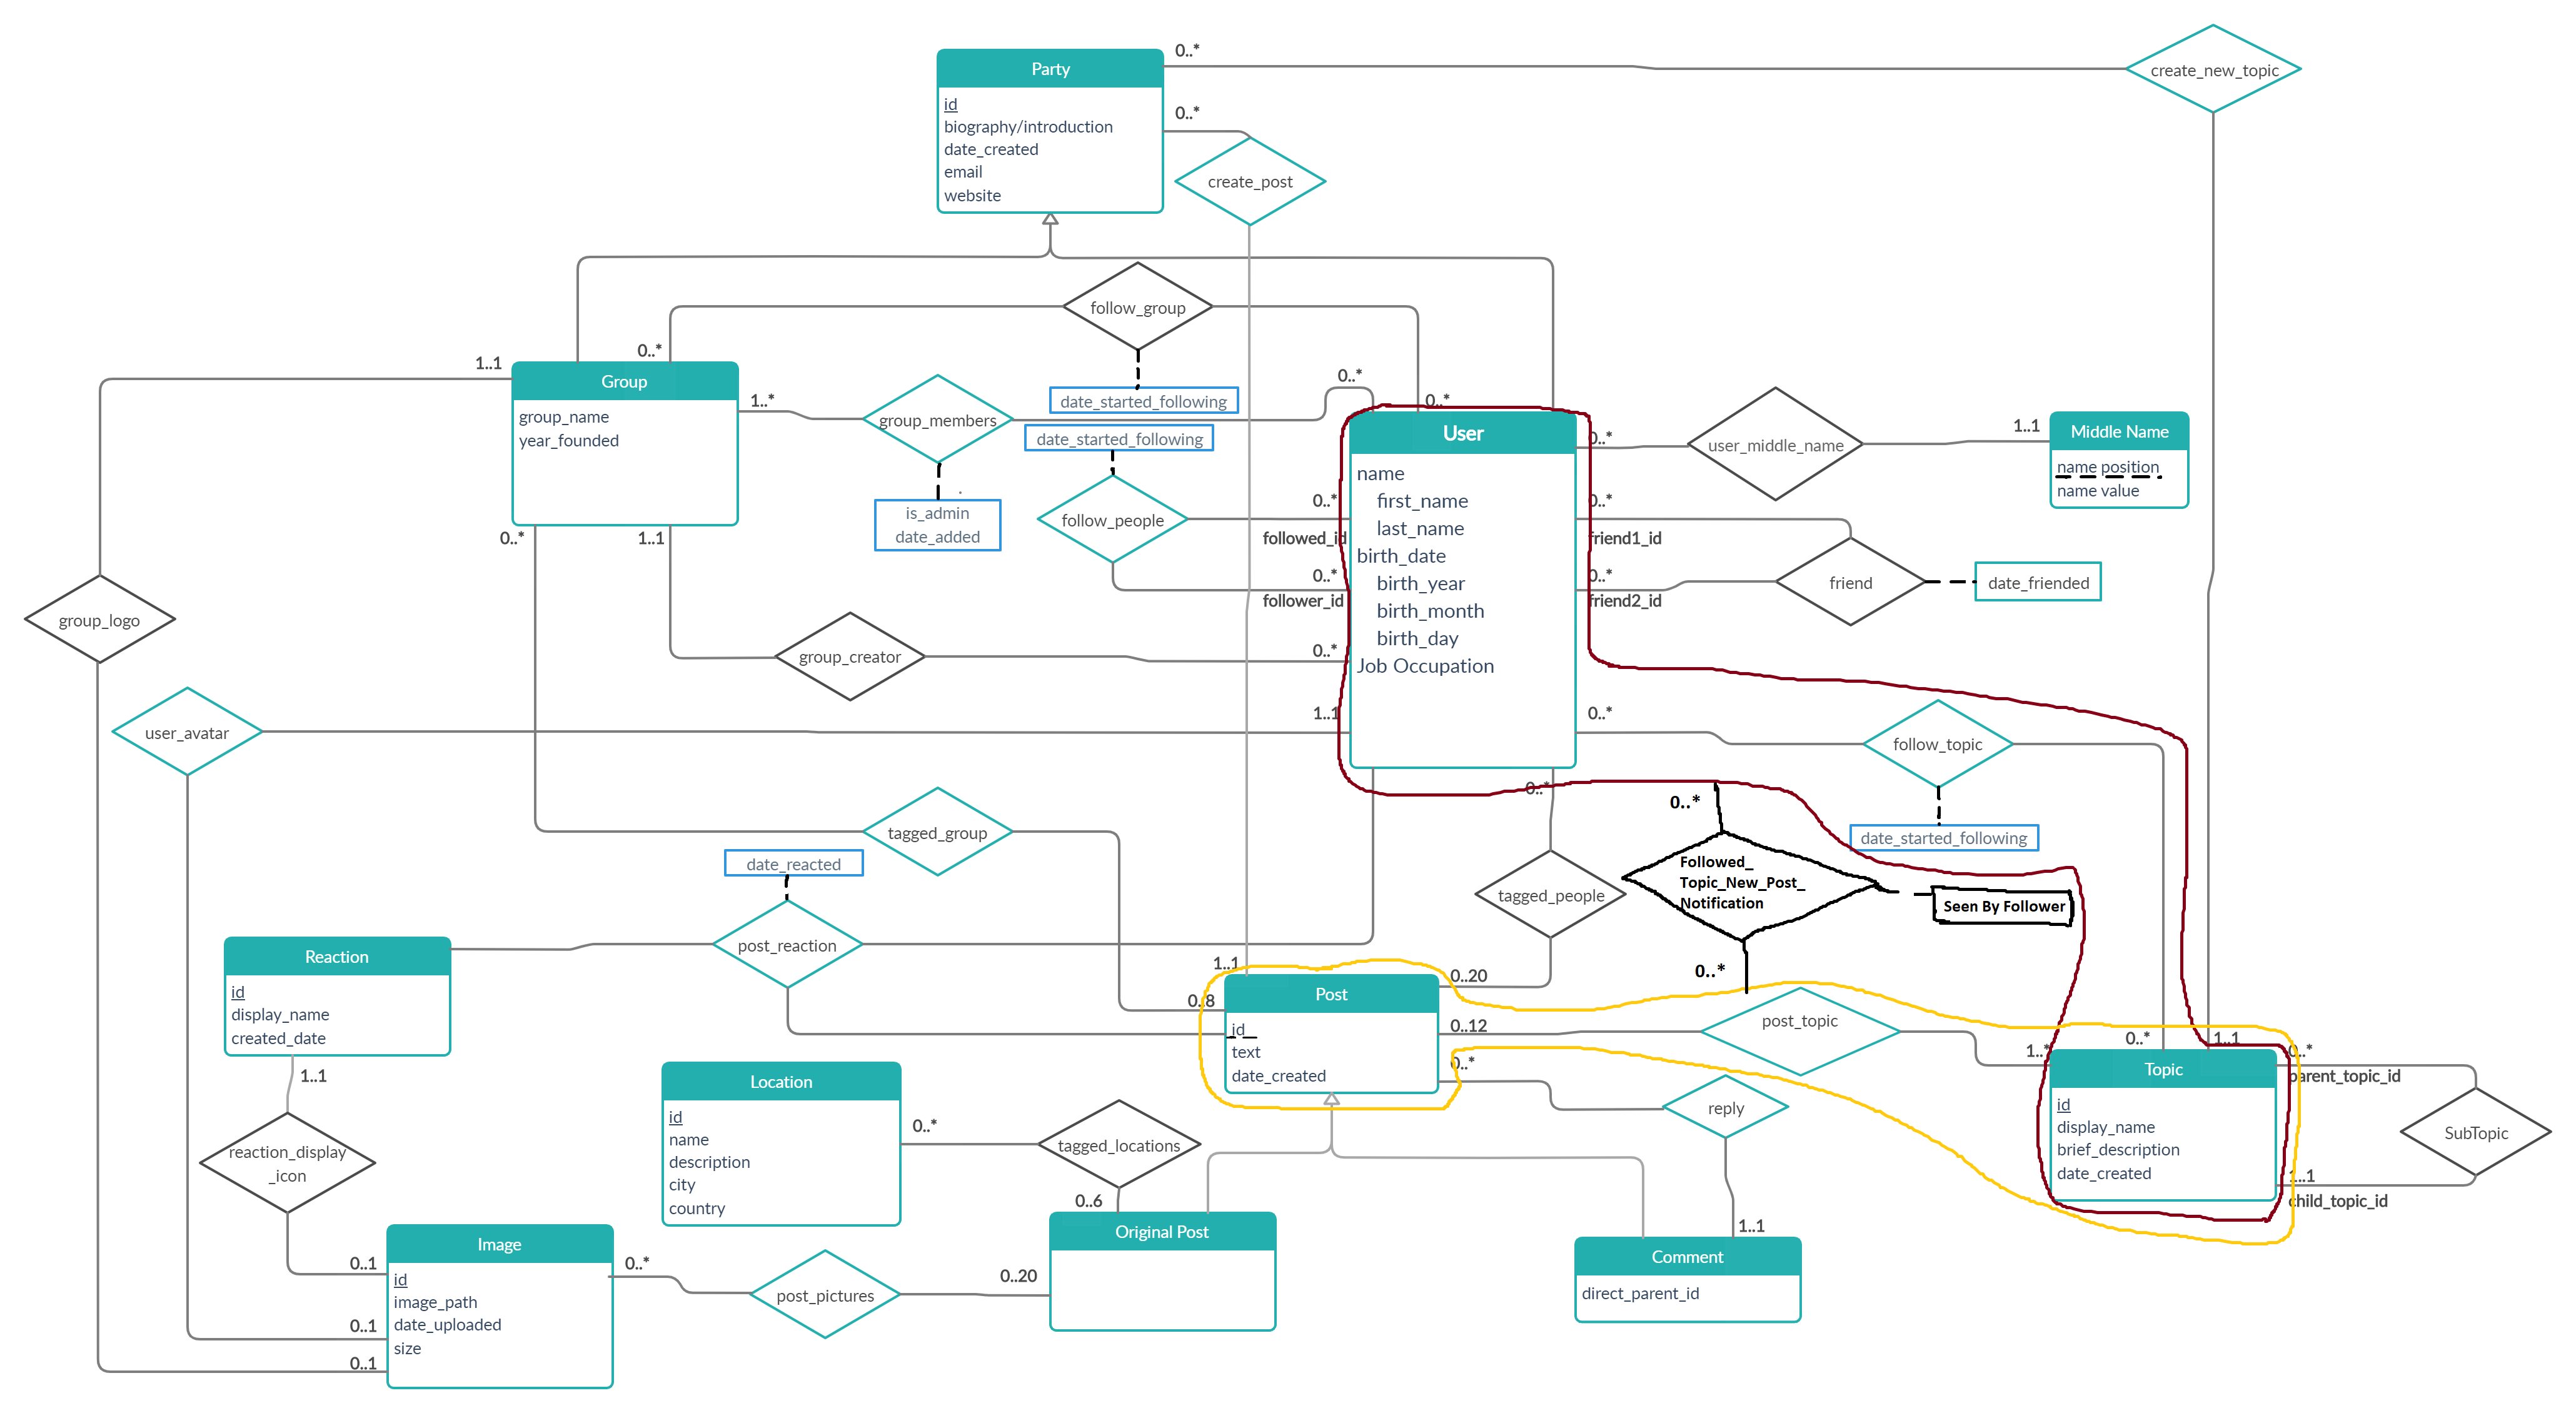 0..*
Party
create_new_topic
id
biography/introduction
date_created
email
website
0..*
create_post
follow_group
0..*
1..1
Group
group_name
year_founded
1..*
group_members
date_started_following
0..*
0..*
date_started_following
is_admin
date_added
follow_people
0..*
followed_id
0..*
follower_id
User
name
first_name
last_name
birth_date
birth_year
birth_month
birth_day
Job Occupation
0..*
user_middle_name
1..1
Middle Name
name position
name value
0..*
friend1_id
0..*
friend2_id
friend
date_friended
0..*
1..1
group_logo
group_creator
0..*
user_avatar
1..1
0..*
follow_topic
date_started_following
0..*
0..*
tagged_group
date_reacted
tagged_people
Followed_
Topic_New_Post_
Notification
Seen By Follower
0..*
Reaction
id
display_name
created_date
post_reaction
1..1
0..8
Post
id
text
date_created
0..20
0..12
0..*
post_topic
1..*
0..*
1..1
Topic
id
display_name
brief_description
date_created
0..*
parent_topic_id
SubTopic
1..1
child_topic_id
1..1
reaction_display
_icon
Location
id
name
description
city
country
0..*
tagged_locations
0..6
reply
1..1
Original Post
Comment
direct_parent_id
0..1
Image
id
image_path
date_uploaded
size
0..1
0..1
0..*
post_pictures
0..20